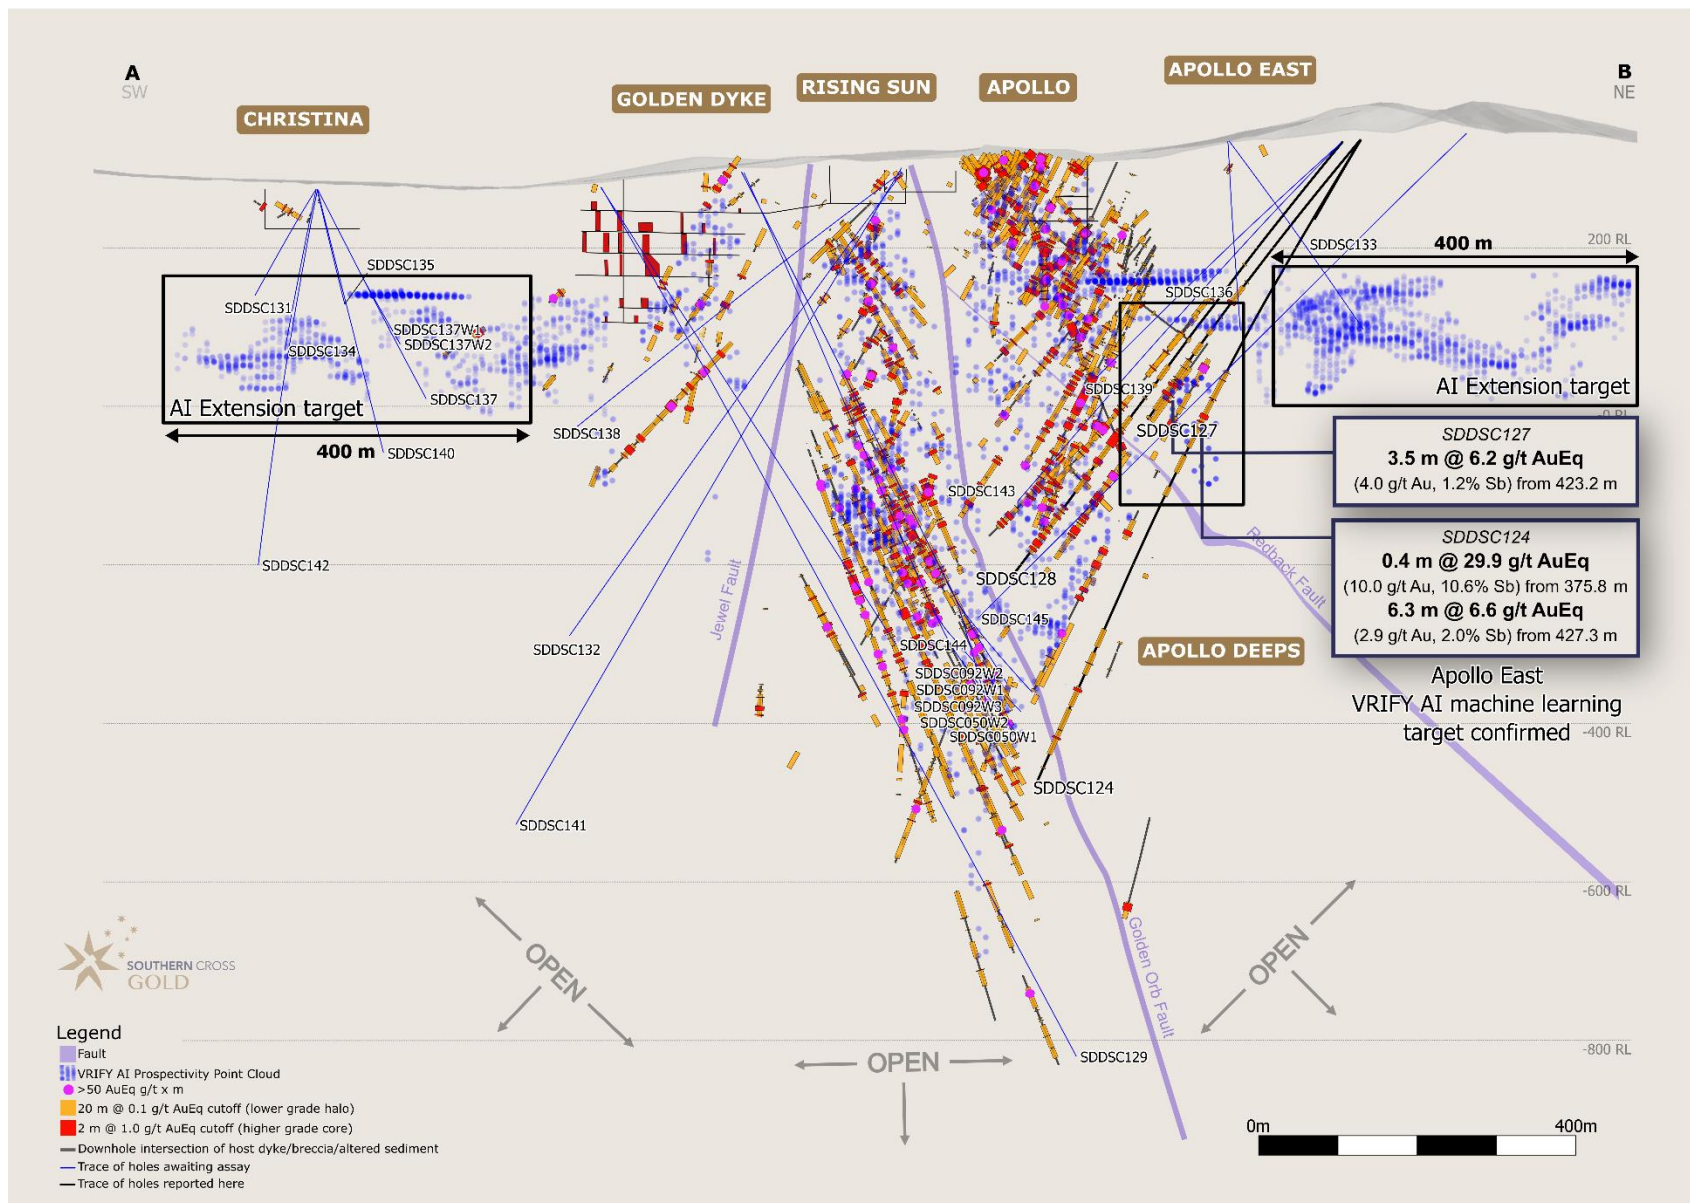 A
SW
CHRISTINA
GOLDEN DYKE
RISING SUN
APOLLO
APOLLO EAST
B
NE
200 RL
SDDSC133
400 m
SDDSC135
SDDSC131
SDDSC136
SDDSC137W1
SDDSC137W2
SDDSC134
SDDSC139
AI Extension target
SDDSC137
AI Extension target
-0 RL
400 m
SDDSC140
SDDSC138
SDDSC127
SDDSC127
3.5 m @ 6.2 g/t AuEq
(4.0 g/t Au, 1.2% Sb) from 423.2 m
SDDSC143
SDDSC124
0.4 m @ 29.9 g/t AuEq
(10.0 g/t Au, 10.6% Sb) from 375.8 m
6.3 m @ 6.6 g/t AuEq
(2.9 g/t Au, 2.0% Sb) from 427.3 m
SDDSC142
SDDSC128
Jewel Fault
Redback Fault
SDDSC145
SDDSC132
SDDSC144
APOLLO DEEPS
Apollo East
VRIFY AI machine learning
target confirmed
SDDSC092W2
SDDSC092W1
SDDSC092W3
SDDSC050W2
SDDSC050W1
-400 RL
SDDSC124
SDDSC141
-600 RL
OPEN
OPEN
Golden Orb Fault
SOUTHERN CROSS
GOLD
-800 RL
OPEN
SDDSC129
Legend
Fault
VRIFY AI Prospectivity Point Cloud
>50 AuEq g/t x m
20 m @ 0.1 g/t AuEq cutoff (lower grade halo)
2 m @ 1.0 g/t AuEq cutoff (higher grade core)
Downhole intersection of host dyke/breccia/altered sediment
Trace of holes awaiting assay
Trace of holes reported here
0m
400m